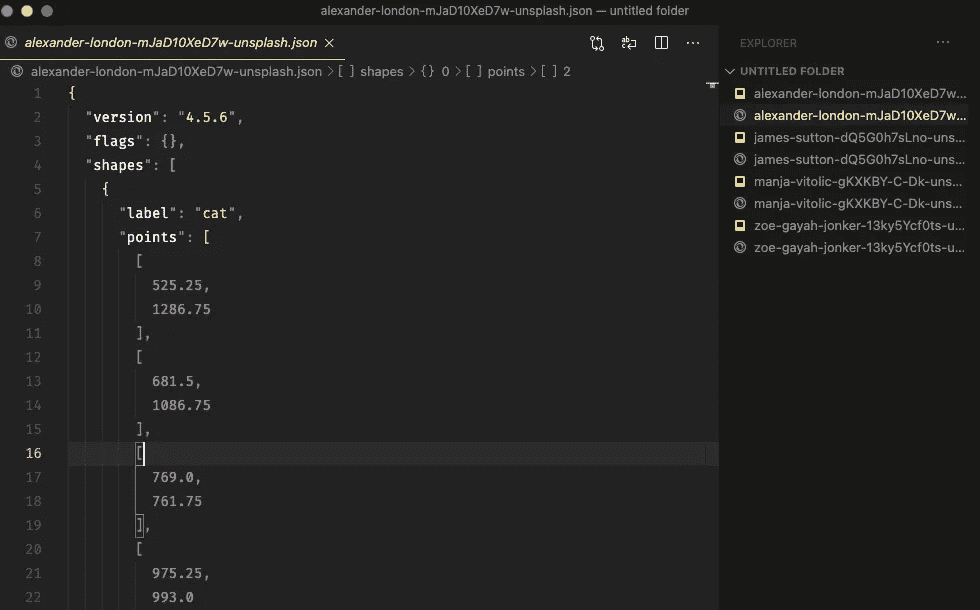 alexander-london-mJaD10XeD7w-unsplash.json — untitled folder
alexander-london-mJaD10XeD7w-unsplash.json ×
alexander-london-mJaD10XeD7w-unsplash.json > [ ] shapes > {} 0 > [ ] points > [ ] 2
1 {
2 "version": "4.5.6",
3 "flags": {},
4 "shapes": [
5 {
6 "label": "cat",
7 "points": [
8 [
9 525.25,
10 1286.75
11 ],
12 [
13 681.5,
14 1086.75
15 ],
16 [
17 769.0,
18 761.75
19 ],
20 [
21 975.25,
22 993.0
EXPLORER ...
UNTITLED FOLDER
alexander-london-mJaD10XeD7w...
alexander-london-mJaD10XeD7w...
james-sutton-dQ5G0h7sLno-uns...
james-sutton-dQ5G0h7sLno-uns...
manja-vitolic-gKXKBY-C-Dk-uns...
manja-vitolic-gKXKBY-C-Dk-uns...
zoe-gayah-jonker-13ky5Ycf0ts-u...
zoe-gayah-jonker-13ky5Ycf0ts-u...